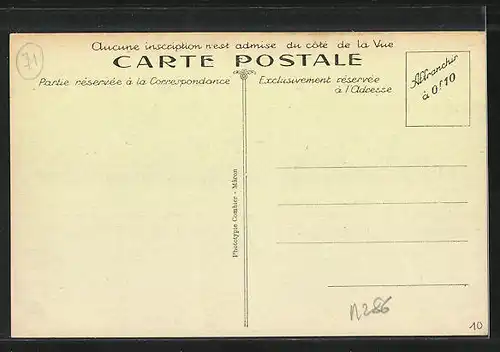 71
Aucune inscription n'est admise du côté de la Vue
CARTE POSTALE
Partie réservée à la Correspondance
Exclusivement réservée
à l'Adresse
Affranchir
à 0f10
Phototypie Combier - Mâcon
n286
10